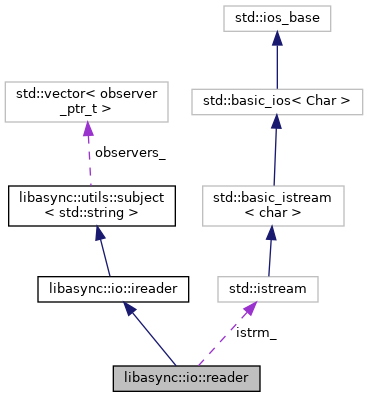 std::ios_base
std::vector< observer
_ptr_t >
std::basic_ios< Char >
observers_
libasync::utils::subject
< std::string >
std::basic_istream
< char >
libasync::io::ireader
std::istream
istrm_
libasync::io::reader